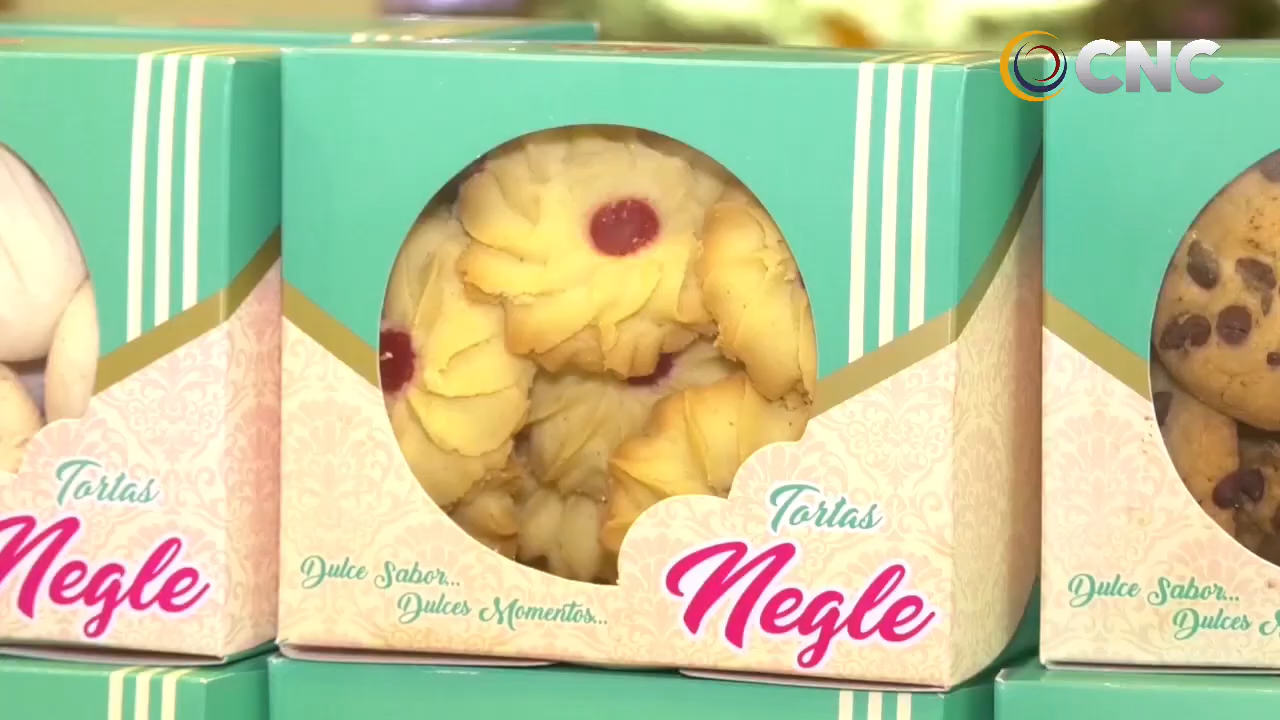 CNC
Tortas
Negle
Dulce Sabor...
Dulces Momentos...
Tortas
Negle
Dulce Sabor...
Dulces